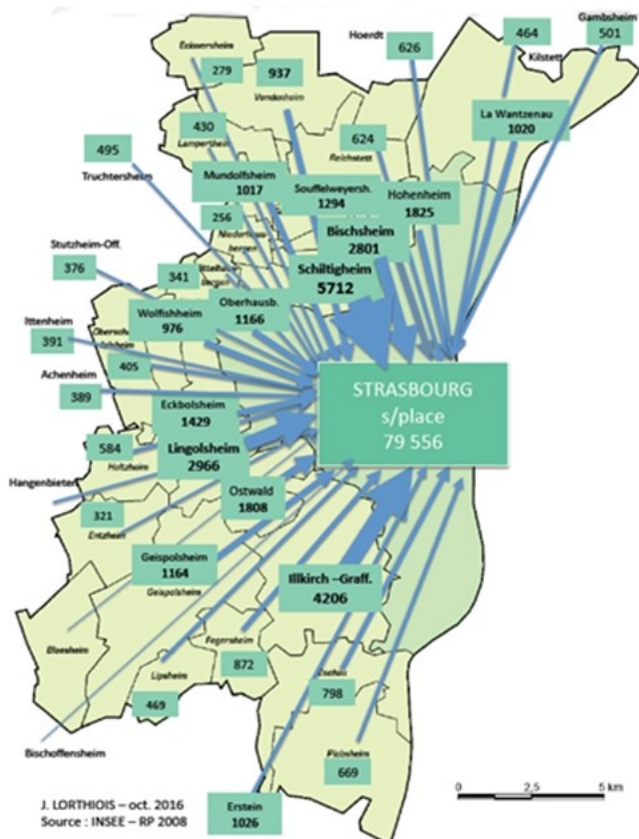 Gambsheim
501
464
Kilstett
Hoerdt
626
Eckwersheim
279
937
Vendenheim
La Wantzenau
1020
430
Lampertheim
624
Reichstett
495
Truchtersheim
Mundolfsheim
1017
Souffelweyersh.
1294
Hohenheim
1825
256
Bischsheim
2801
Stutzheim-Off.
376
341
Schiltigheim
5712
Oberhausb.
1166
Wolfishheim
976
Ittenheim
391
405
Achenheim
389
STRASBOURG
s/place
79 556
Eckbolsheim
1429
584
Holtzheim
Lingolsheim
2966
Hangenbieten
Ostwald
1808
321
Entzheim
Geispolsheim
1164
Geispolsheim
Illkirch –Graff.
4206
Blaesheim
Fegersheim
872
Lipsheim
469
Eschau
798
Bischoffensheim
Plobsheim
669
0 2,5 5 km
J. LORTHIOIS – oct. 2016
Source : INSEE – RP 2008
Erstein
1026